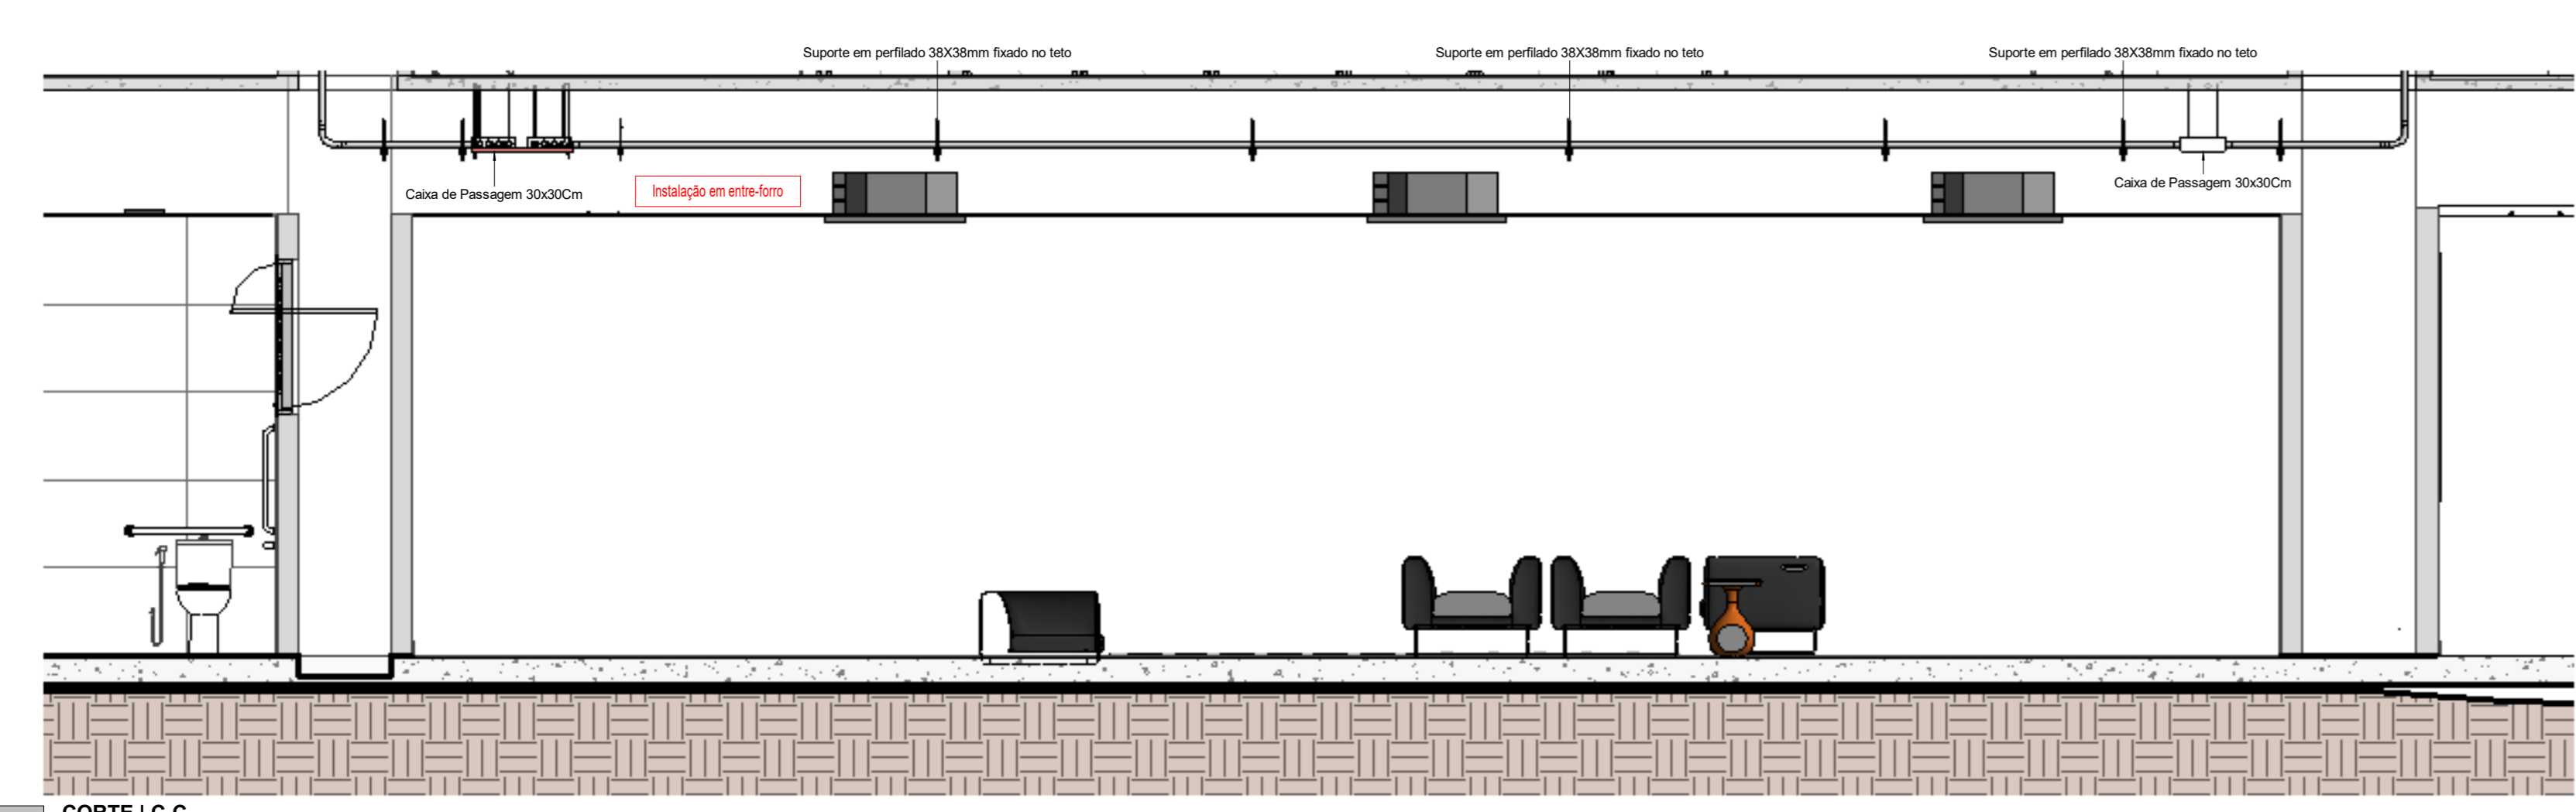 Suporte em perfilado 38X38mm fixado no teto
Suporte em perfilado 38X38mm fixado no teto
Suporte em perfilado 38X38mm fixado no teto
Caixa de Passagem 30x30Cm
Instalação em entre-forro
Caixa de Passagem 30x30Cm
CORTE | C-C